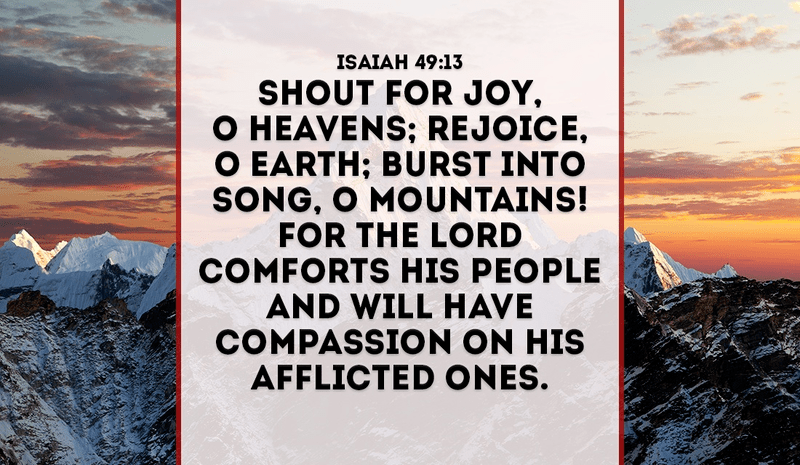 ISAIAH 49:13
SHOUT FOR JOY,
O HEAVENS; REJOICE,
O EARTH; BURST INTO
SONG, O MOUNTAINS!
FOR THE LORD
COMFORTS HIS PEOPLE
AND WILL HAVE
COMPASSION ON HIS
AFFLICTED ONES.